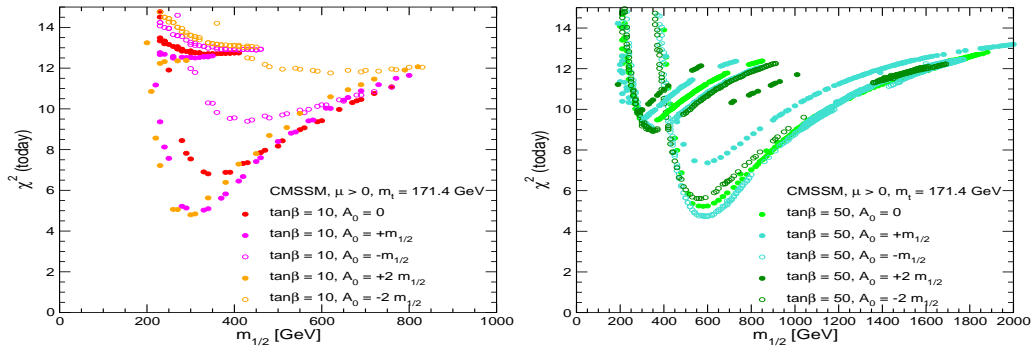 14
12
10
8
6
4
2
0
χ² (today)
CMSSM, μ > 0, mₜ = 171.4 GeV
tanβ = 10, A₀ = 0
tanβ = 10, A₀ = +m₁/₂
tanβ = 10, A₀ = -m₁/₂
tanβ = 10, A₀ = +2 m₁/₂
tanβ = 10, A₀ = -2 m₁/₂
0 200 400 600 800 1000
m₁/₂ [GeV]
14
12
10
8
6
4
2
0
χ² (today)
CMSSM, μ > 0, mₜ = 171.4 GeV
tanβ = 50, A₀ = 0
tanβ = 50, A₀ = +m₁/₂
tanβ = 50, A₀ = -m₁/₂
tanβ = 50, A₀ = +2 m₁/₂
tanβ = 50, A₀ = -2 m₁/₂
0 200 400 600 800 1000 1200 1400 1600 1800 2000
m₁/₂ [GeV]